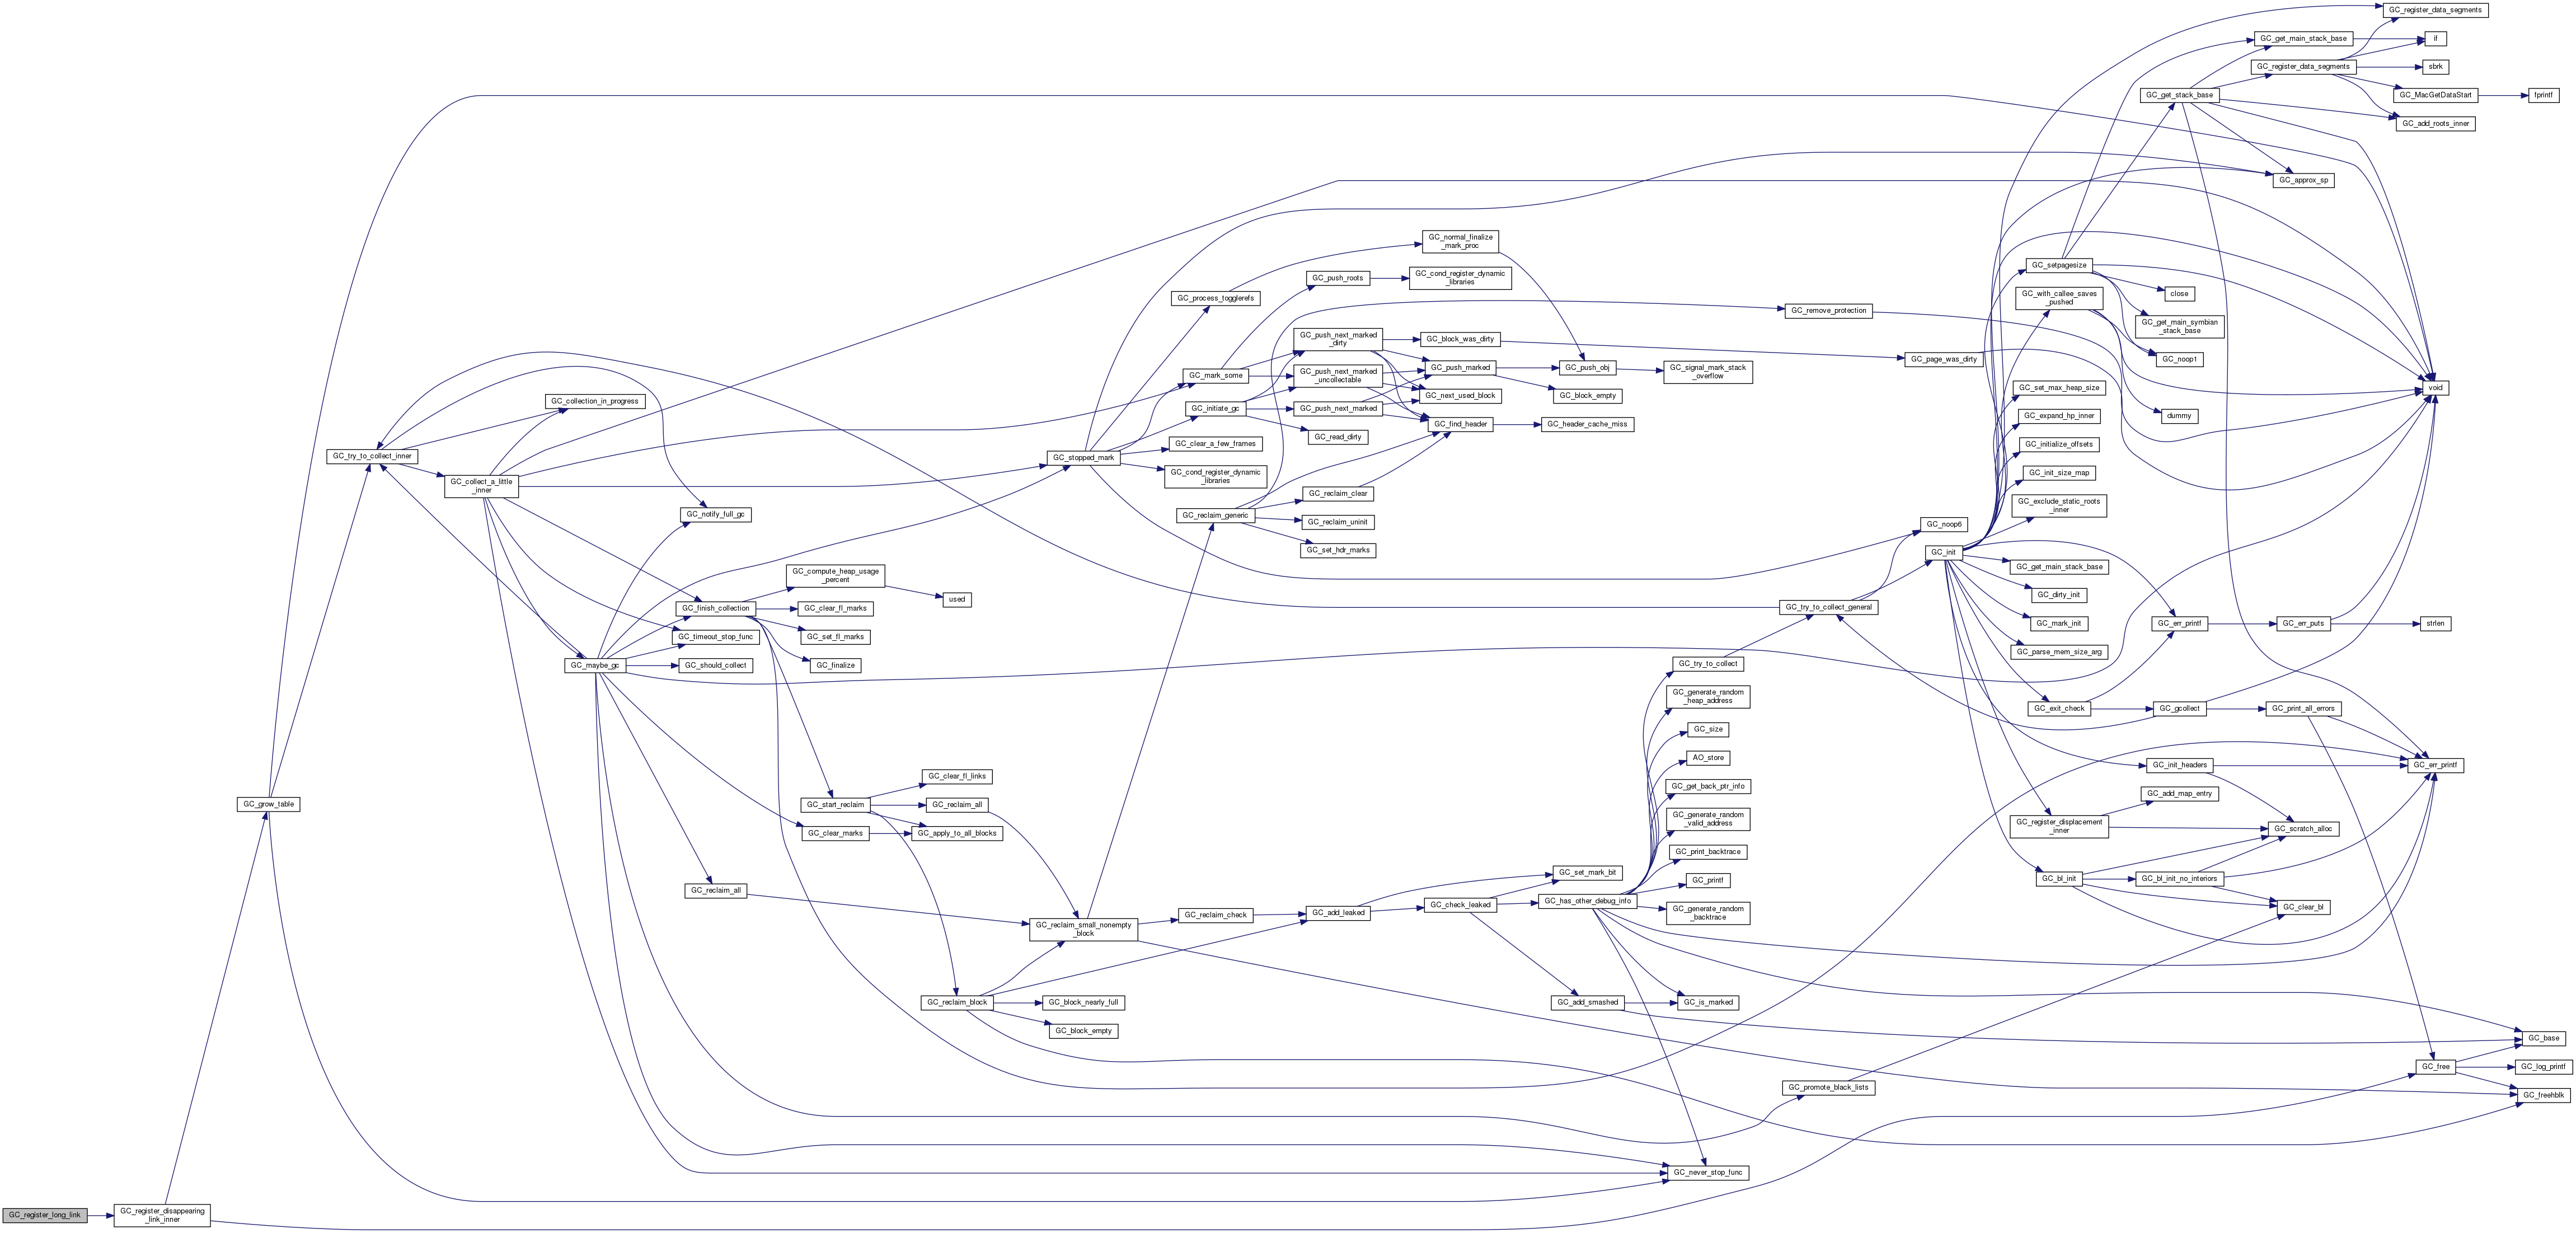 GC_register_long_link
GC_register_disappearing
_link_inner
GC_grow_table
GC_try_to_collect_inner
GC_collect_a_little
_inner
GC_collection_in_progress
GC_notify_full_gc
GC_maybe_gc
GC_finish_collection
GC_timeout_stop_func
GC_should_collect
GC_compute_heap_usage
_percent
used
GC_clear_fl_marks
GC_set_fl_marks
GC_finalize
GC_start_reclaim
GC_clear_marks
GC_clear_fl_links
GC_reclaim_all
GC_apply_to_all_blocks
GC_reclaim_all
GC_reclaim_block
GC_reclaim_small_nonempty
_block
GC_block_nearly_full
GC_block_empty
GC_stopped_mark
GC_process_togglerefs
GC_mark_some
GC_initiate_gc
GC_clear_a_few_frames
GC_cond_register_dynamic
_libraries
GC_reclaim_generic
GC_reclaim_check
GC_push_roots
GC_push_next_marked
_dirty
GC_push_next_marked
_uncollectable
GC_push_next_marked
GC_read_dirty
GC_reclaim_clear
GC_reclaim_uninit
GC_set_hdr_marks
GC_add_leaked
GC_normal_finalize
_mark_proc
GC_cond_register_dynamic
_libraries
GC_block_was_dirty
GC_push_marked
GC_next_used_block
GC_find_header
GC_check_leaked
GC_push_obj
GC_block_empty
GC_header_cache_miss
GC_set_mark_bit
GC_has_other_debug_info
GC_add_smashed
GC_signal_mark_stack
_overflow
GC_try_to_collect
GC_generate_random
_heap_address
GC_size
AO_store
GC_get_back_ptr_info
GC_generate_random
_valid_address
GC_print_backtrace
GC_printf
GC_generate_random
_backtrace
GC_is_marked
GC_never_stop_func
GC_remove_protection
GC_try_to_collect_general
GC_promote_black_lists
GC_page_was_dirty
GC_noop6
GC_init
GC_setpagesize
GC_with_callee_saves
_pushed
GC_set_max_heap_size
GC_expand_hp_inner
GC_initialize_offsets
GC_init_size_map
GC_exclude_static_roots
_inner
GC_get_main_stack_base
GC_dirty_init
GC_mark_init
GC_parse_mem_size_arg
GC_exit_check
GC_register_displacement
_inner
GC_bl_init
GC_get_stack_base
close
GC_get_main_symbian
_stack_base
GC_noop1
dummy
GC_err_printf
GC_gcollect
GC_init_headers
GC_add_map_entry
GC_bl_init_no_interiors
GC_get_main_stack_base
GC_register_data_segments
GC_approx_sp
GC_err_puts
GC_print_all_errors
GC_scratch_alloc
GC_clear_bl
GC_register_data_segments
if
sbrk
GC_MacGetDataStart
GC_add_roots_inner
void
strlen
GC_err_printf
GC_free
fprintf
GC_base
GC_log_printf
GC_freehblk